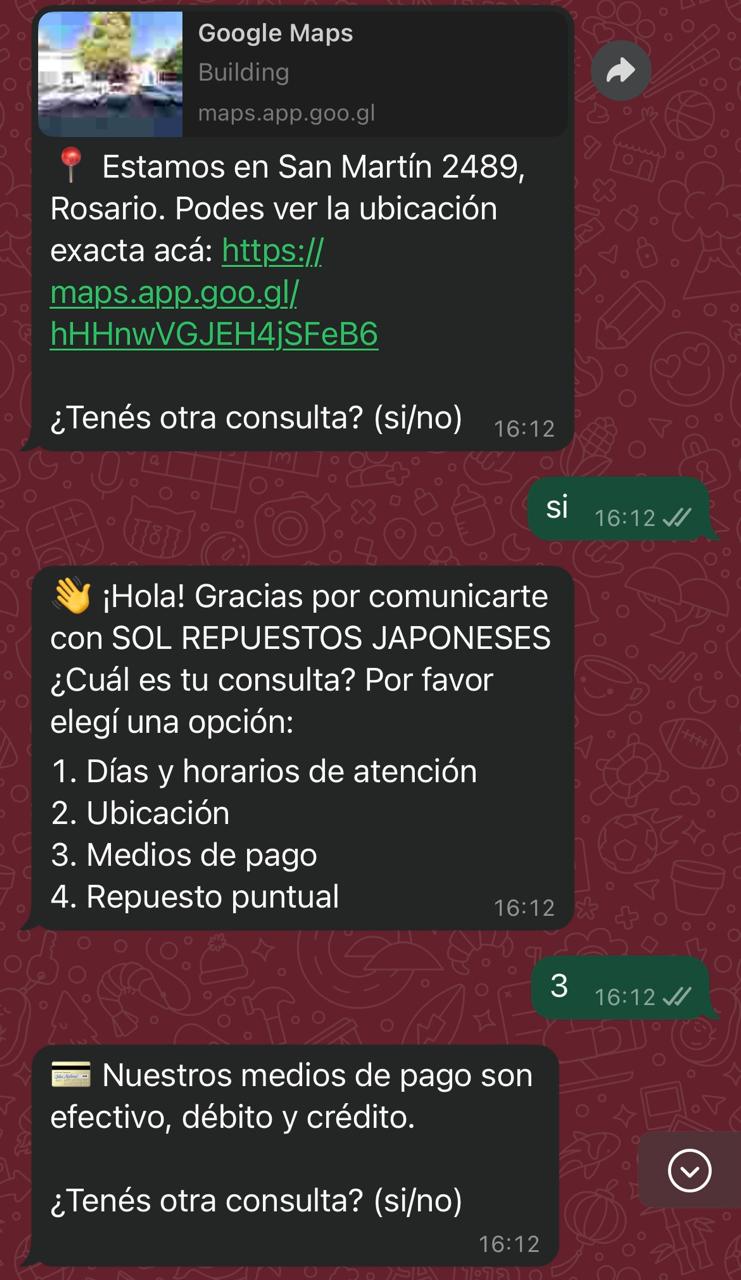 Google Maps
Building
maps.app.goo.gl
📍 Estamos en San Martín 2489,
Rosario. Podes ver la ubicación
exacta acá: https://
maps.app.goo.gl/
hHHnwVGJEH4jSFeB6
¿Tenés otra consulta? (si/no) 16:12
si 16:12
👋 ¡Hola! Gracias por comunicarte
con SOL REPUESTOS JAPONESES
¿Cuál es tu consulta? Por favor
elegí una opción:
1. Días y horarios de atención
2. Ubicación
3. Medios de pago
4. Repuesto puntual 16:12
3 16:12
💳 Nuestros medios de pago son
efectivo, débito y crédito.
¿Tenés otra consulta? (si/no)
16:12